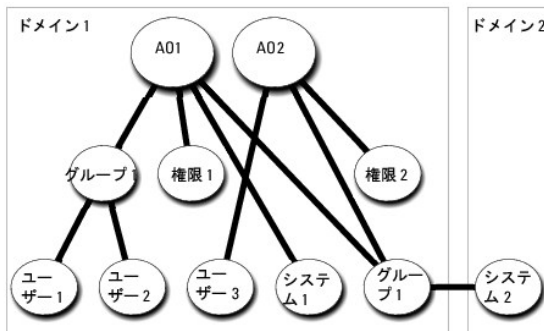 ドメイン1
ドメイン2
AO1
AO2
グループ1
権限1
権限2
ユー
ザー1
ユー
ザー2
ユー
ザー3
システ
ム1
グルー
プ1
システ
ム2